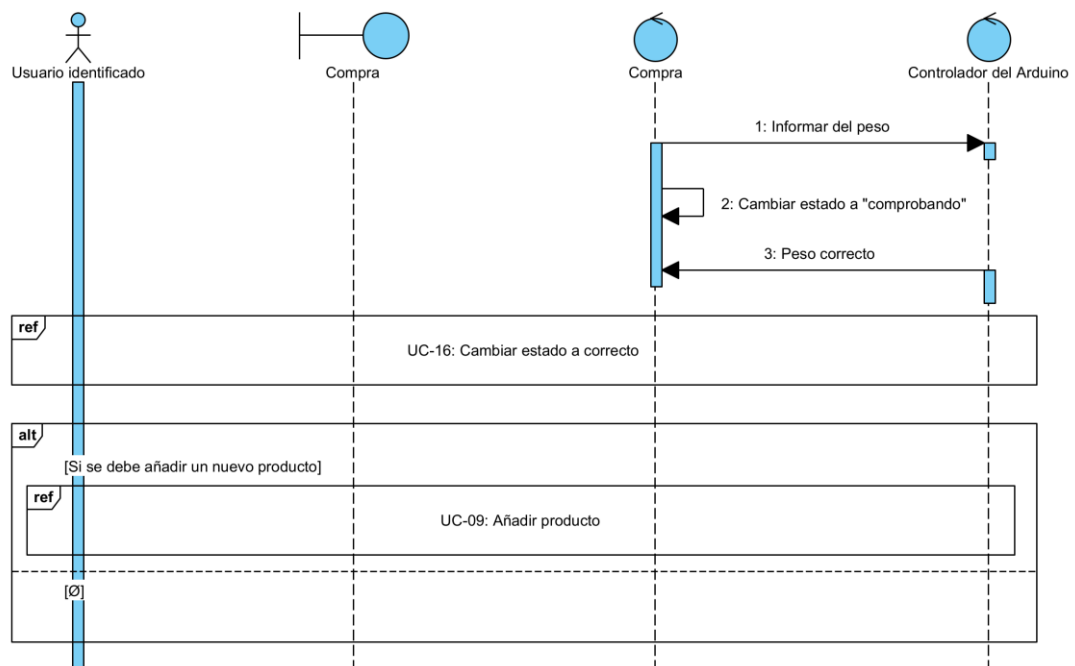 Usuario identificado
Compra
Compra
Controlador del Arduino
1: Informar del peso
2: Cambiar estado a "comprobando"
3: Peso correcto
ref
UC-16: Cambiar estado a correcto
alt
[Si se debe añadir un nuevo producto]
ref
UC-09: Añadir producto
[Ø]